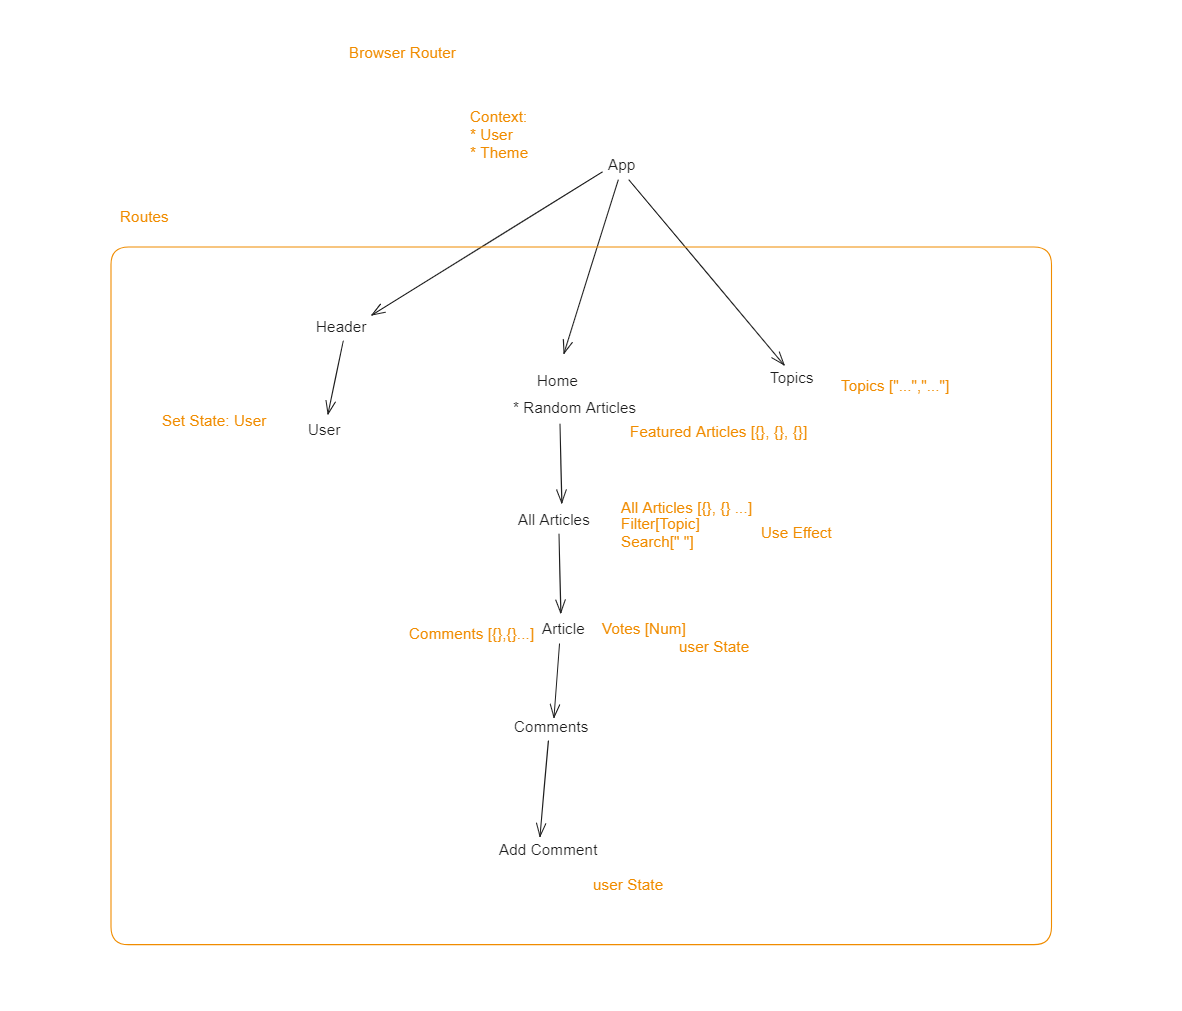 Browser Router
Context:
* User
* Theme
App
Routes
Header
Home
Topics
Topics ["...","..."]
* Random Articles
Set State: User
User
Featured Articles [{}, {}, {}]
All Articles
All Articles [{}, {} ...]
Filter[Topic]
Search[" "]
Use Effect
Comments [{},{}...]
Article
Votes [Num]
user State
Comments
Add Comment
user State